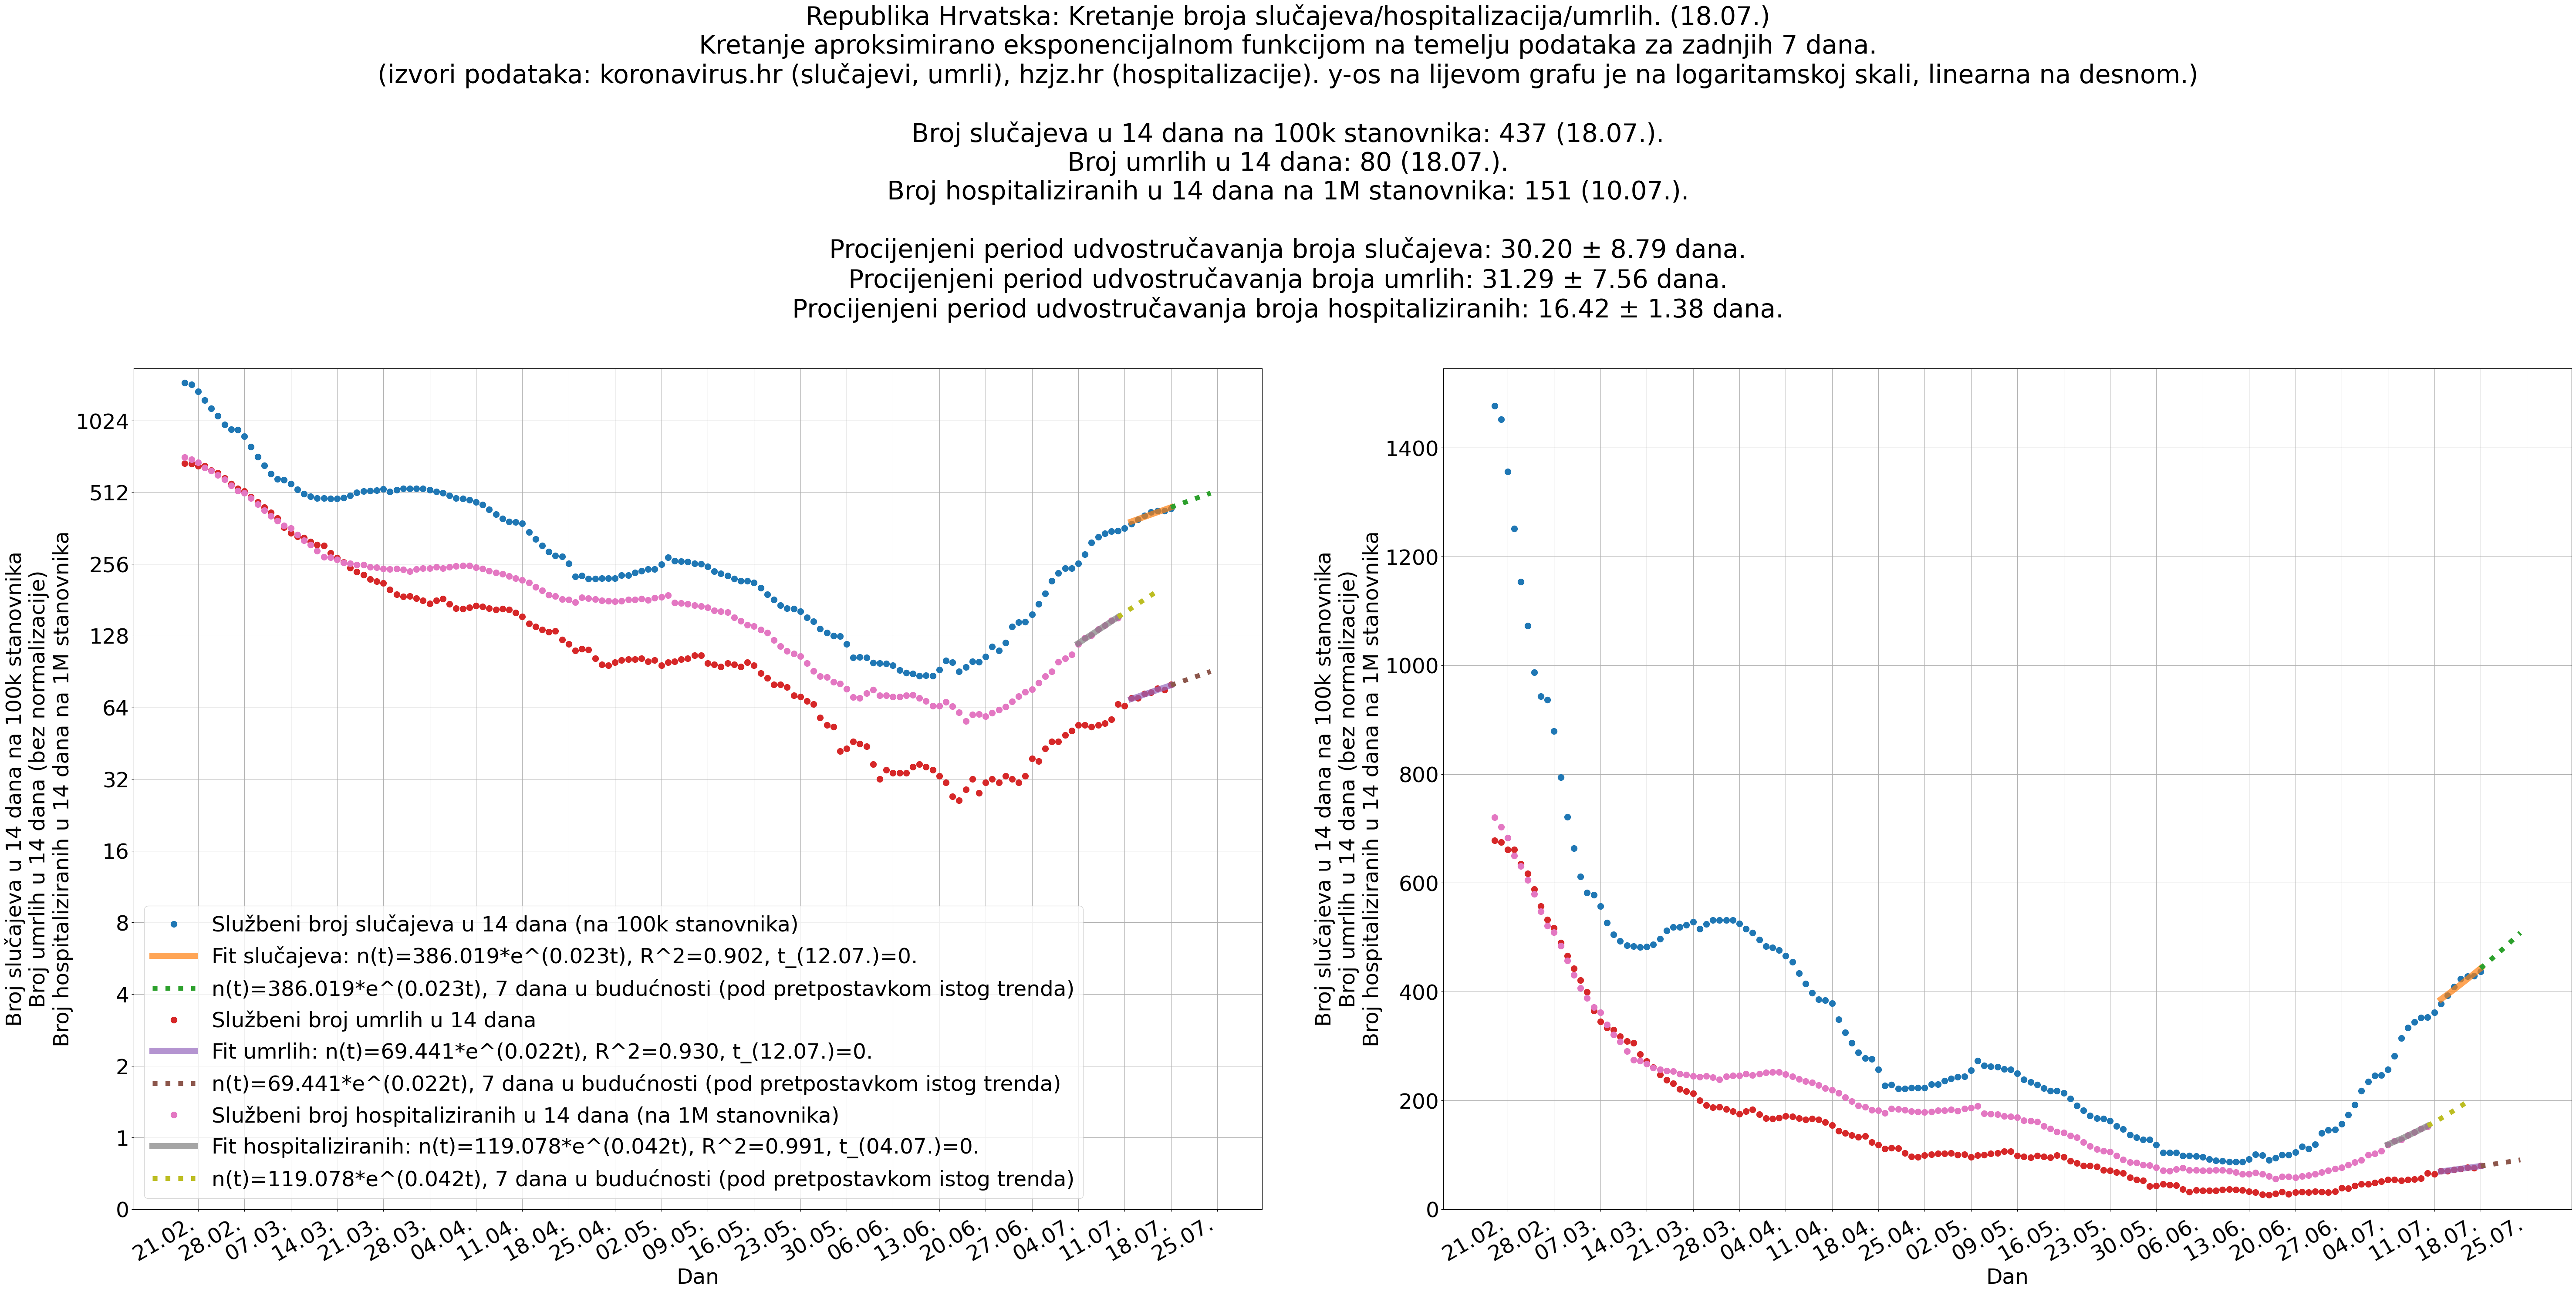 Republika Hrvatska: Kretanje broja slučajeva/hospitalizacija/umrlih. (18.07.)
Kretanje aproksimirano eksponencijalnom funkcijom na temelju podataka za zadnjih 7 dana.
(izvori podataka: koronavirus.hr (slučajevi, umrli), hzjz.hr (hospitalizacije). y-os na lijevom grafu je na logaritamskoj skali, linearna na desnom.)
Broj slučajeva u 14 dana na 100k stanovnika: 437 (18.07.).
Broj umrlih u 14 dana: 80 (18.07.).
Broj hospitaliziranih u 14 dana na 1M stanovnika: 151 (10.07.).
Procijenjeni period udvostručavanja broja slučajeva: 30.20 ± 8.79 dana.
Procijenjeni period udvostručavanja broja umrlih: 31.29 ± 7.56 dana.
Procijenjeni period udvostručavanja broja hospitaliziranih: 16.42 ± 1.38 dana.
Broj slučajeva u 14 dana na 100k stanovnika
Broj umrlih u 14 dana (bez normalizacije)
Broj hospitaliziranih u 14 dana na 1M stanovnika
1024
512
256
128
64
32
16
8
4
2
1
0
Službeni broj slučajeva u 14 dana (na 100k stanovnika)
Fit slučajeva: n(t)=386.019*e^(0.023t), R^2=0.902, t_(12.07.)=0.
n(t)=386.019*e^(0.023t), 7 dana u budućnosti (pod pretpostavkom istog trenda)
Službeni broj umrlih u 14 dana
Fit umrlih: n(t)=69.441*e^(0.022t), R^2=0.930, t_(12.07.)=0.
n(t)=69.441*e^(0.022t), 7 dana u budućnosti (pod pretpostavkom istog trenda)
Službeni broj hospitaliziranih u 14 dana (na 1M stanovnika)
Fit hospitaliziranih: n(t)=119.078*e^(0.042t), R^2=0.991, t_(04.07.)=0.
n(t)=119.078*e^(0.042t), 7 dana u budućnosti (pod pretpostavkom istog trenda)
21.02. 28.02. 07.03. 14.03. 21.03. 28.03. 04.04. 11.04. 18.04. 25.04. 02.05. 09.05. 16.05. 23.05. 30.05. 06.06. 13.06. 20.06. 27.06. 04.07. 11.07. 18.07. 25.07.
Dan
Broj slučajeva u 14 dana na 100k stanovnika
Broj umrlih u 14 dana (bez normalizacije)
Broj hospitaliziranih u 14 dana na 1M stanovnika
1400
1200
1000
800
600
400
200
0
21.02. 28.02. 07.03. 14.03. 21.03. 28.03. 04.04. 11.04. 18.04. 25.04. 02.05. 09.05. 16.05. 23.05. 30.05. 06.06. 13.06. 20.06. 27.06. 04.07. 11.07. 18.07. 25.07.
Dan